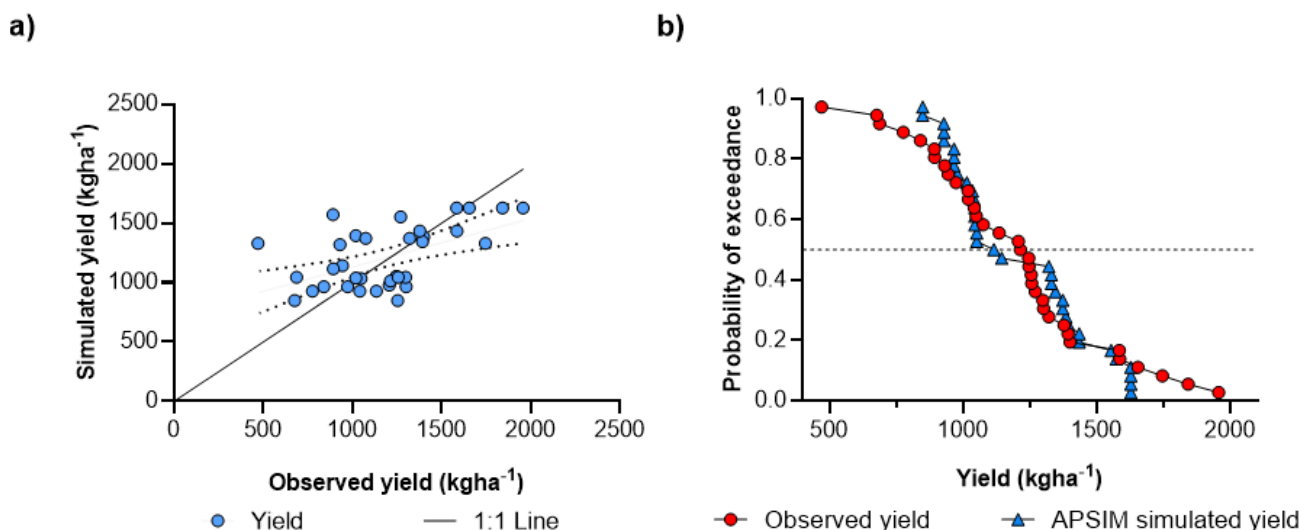 a)
2500
2000
1500
1000
500
0
Simulated yield (kgha⁻¹)
0 500 1000 1500 2000 2500
Observed yield (kgha⁻¹)
Yield 1:1 Line
b)
1.0
0.8
0.6
0.4
0.2
0.0
Probability of exceedance
500 1000 1500 2000
Yield (kgha⁻¹)
Observed yield APSIM simulated yield